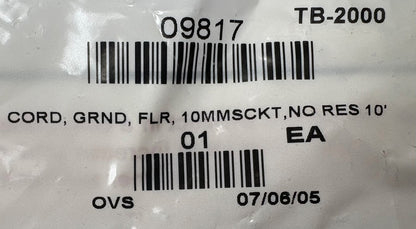 TB-2000
09817
CORD, GRND, FLR, 10MMSCKT,NO RES 10'
01 EA
OVS 07/06/05